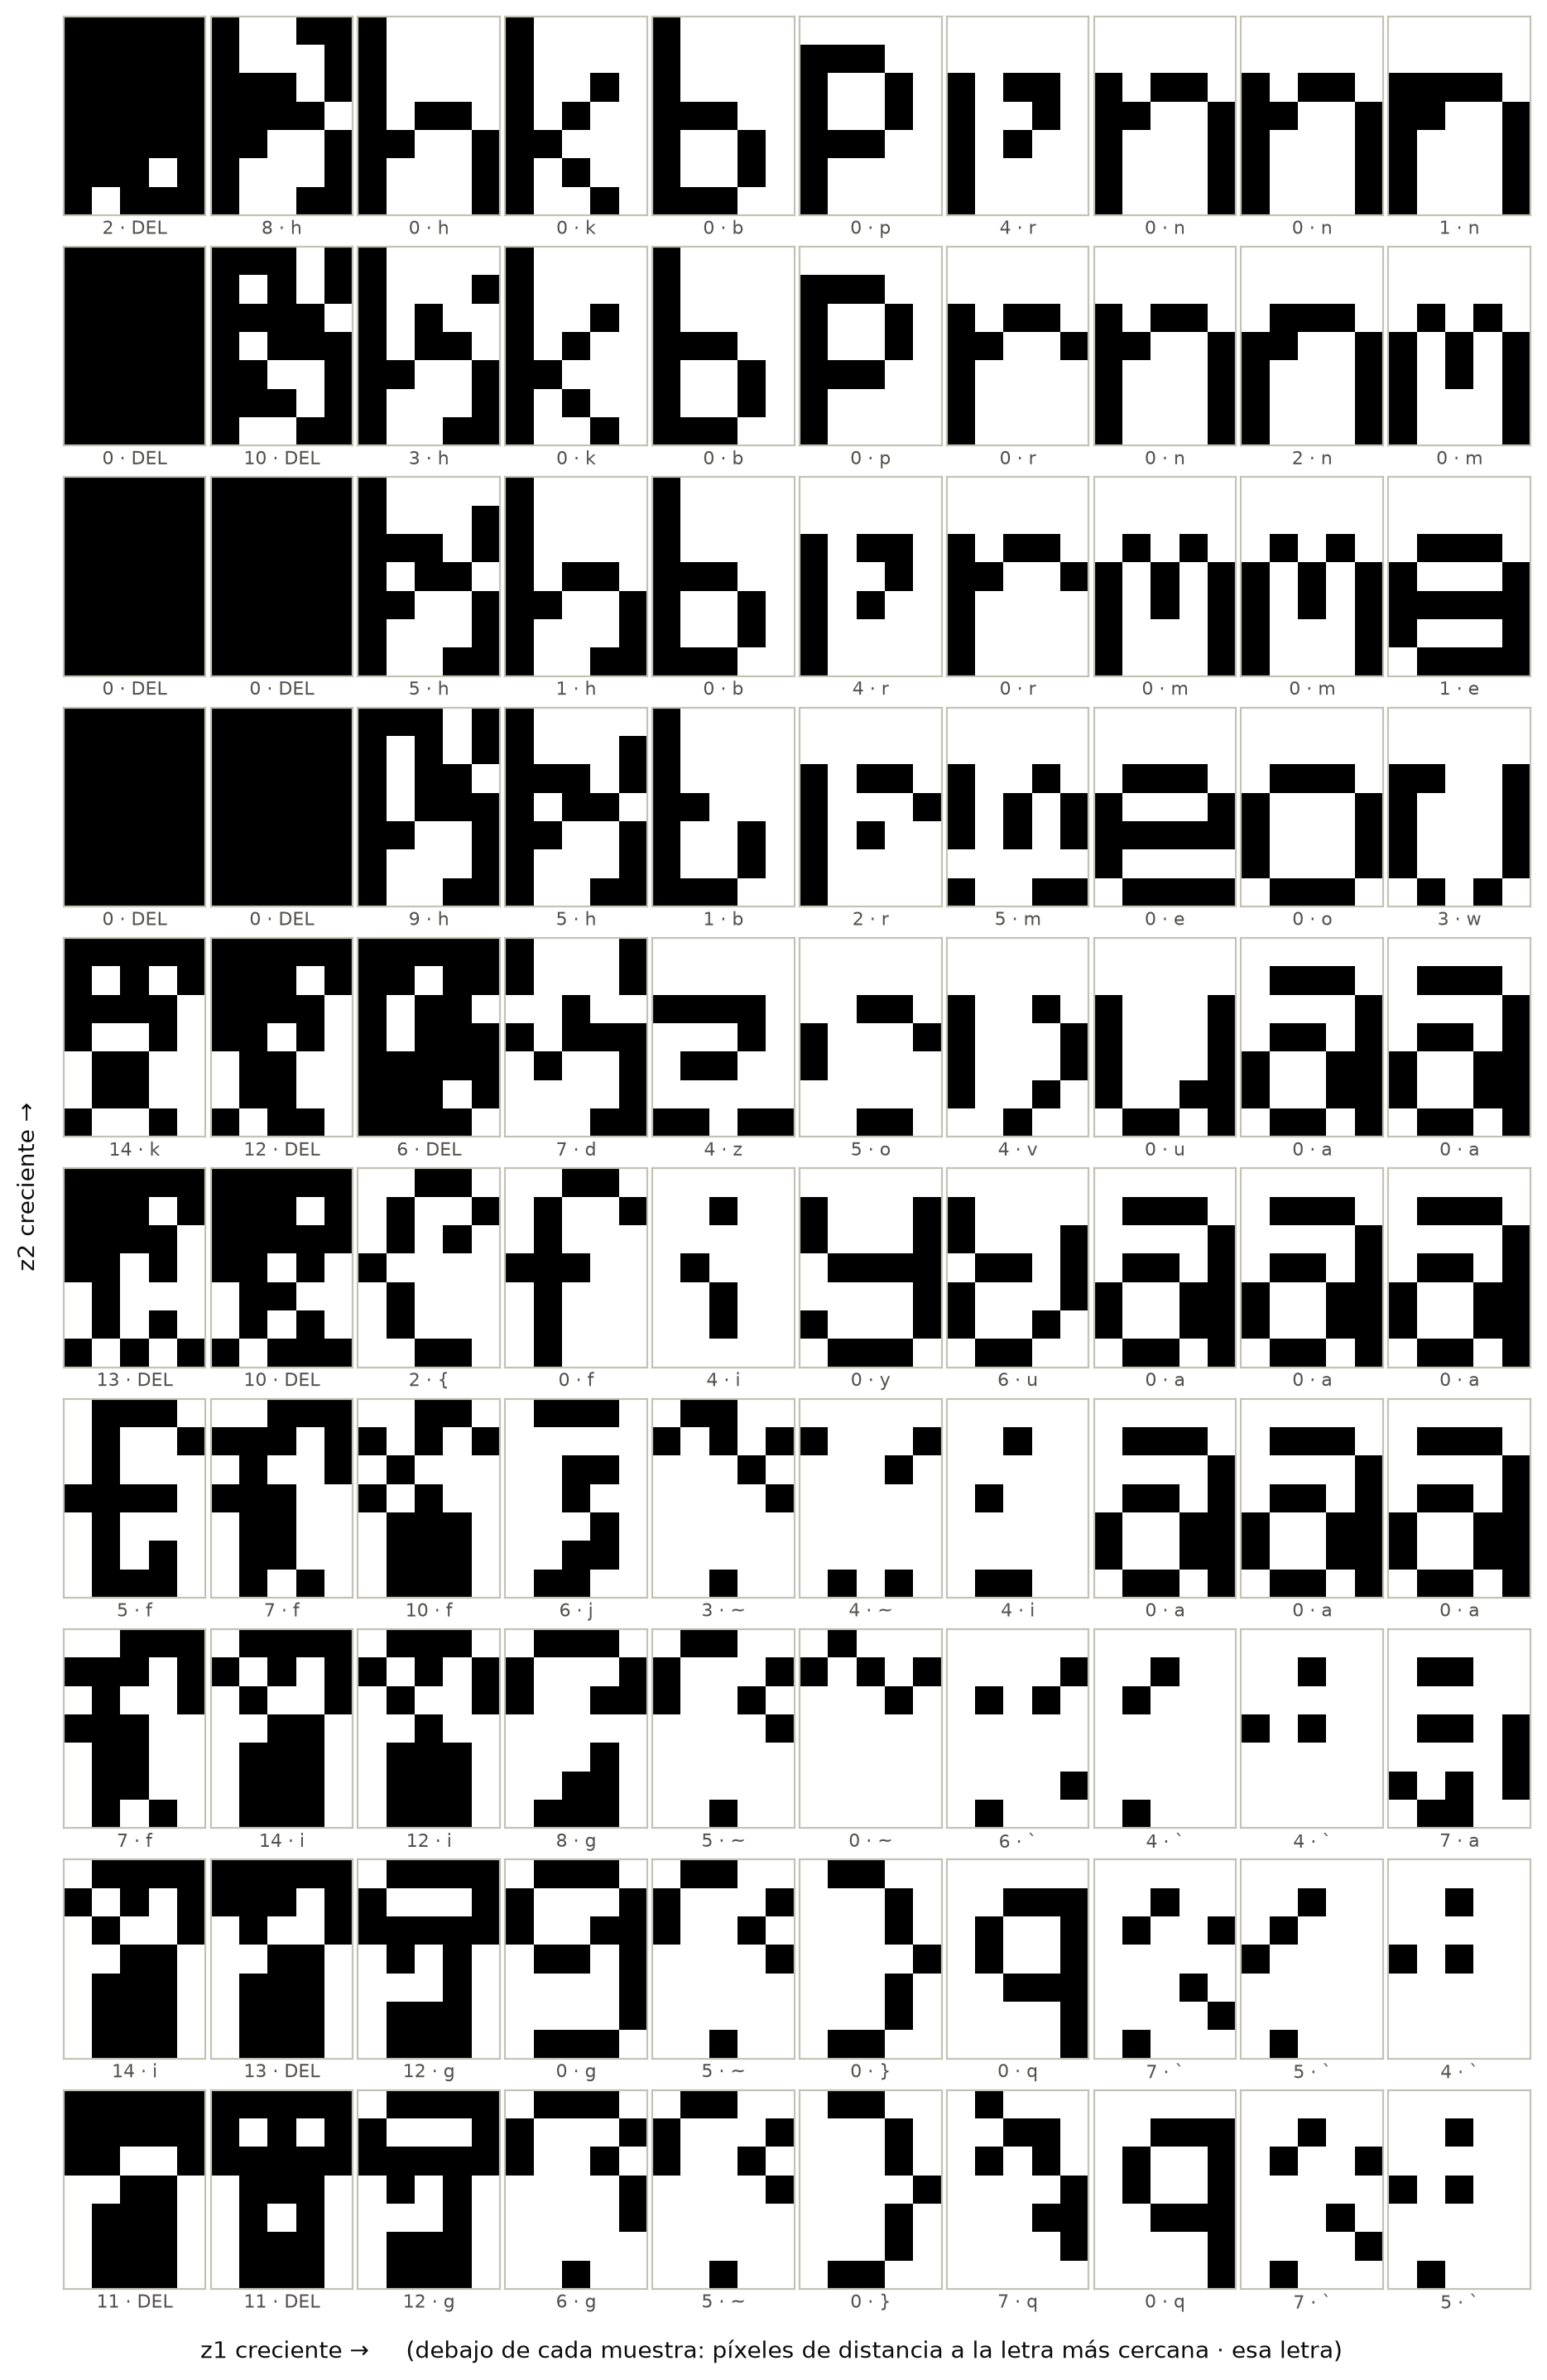 2 · DEL 8 · h 0 · h 0 · k 0 · b 0 · p 4 · r 0 · n 0 · n 1 · n
0 · DEL 10 · DEL 3 · h 0 · k 0 · b 0 · p 0 · r 0 · n 2 · n 0 · m
0 · DEL 0 · DEL 5 · h 1 · h 0 · b 4 · r 0 · r 0 · m 0 · m 1 · e
0 · DEL 0 · DEL 9 · h 5 · h 1 · b 2 · r 5 · m 0 · e 0 · o 3 · w
14 · k 12 · DEL 6 · DEL 7 · d 4 · z 5 · o 4 · v 0 · u 0 · a 0 · a
13 · DEL 10 · DEL 2 · { 0 · f 4 · i 0 · y 6 · u 0 · a 0 · a 0 · a
5 · f 7 · f 10 · f 6 · j 3 · ~ 4 · ~ 4 · i 0 · a 0 · a 0 · a
7 · f 14 · i 12 · i 8 · g 5 · ~ 0 · ~ 6 · ` 4 · ` 4 · ` 7 · a
14 · i 13 · DEL 12 · g 0 · g 5 · ~ 0 · } 0 · q 7 · ` 5 · ` 4 · `
11 · DEL 11 · DEL 12 · g 6 · g 5 · ~ 0 · } 7 · q 0 · q 7 · ` 5 · `
z2 creciente →
z1 creciente → (debajo de cada muestra: píxeles de distancia a la letra más cercana · esa letra)